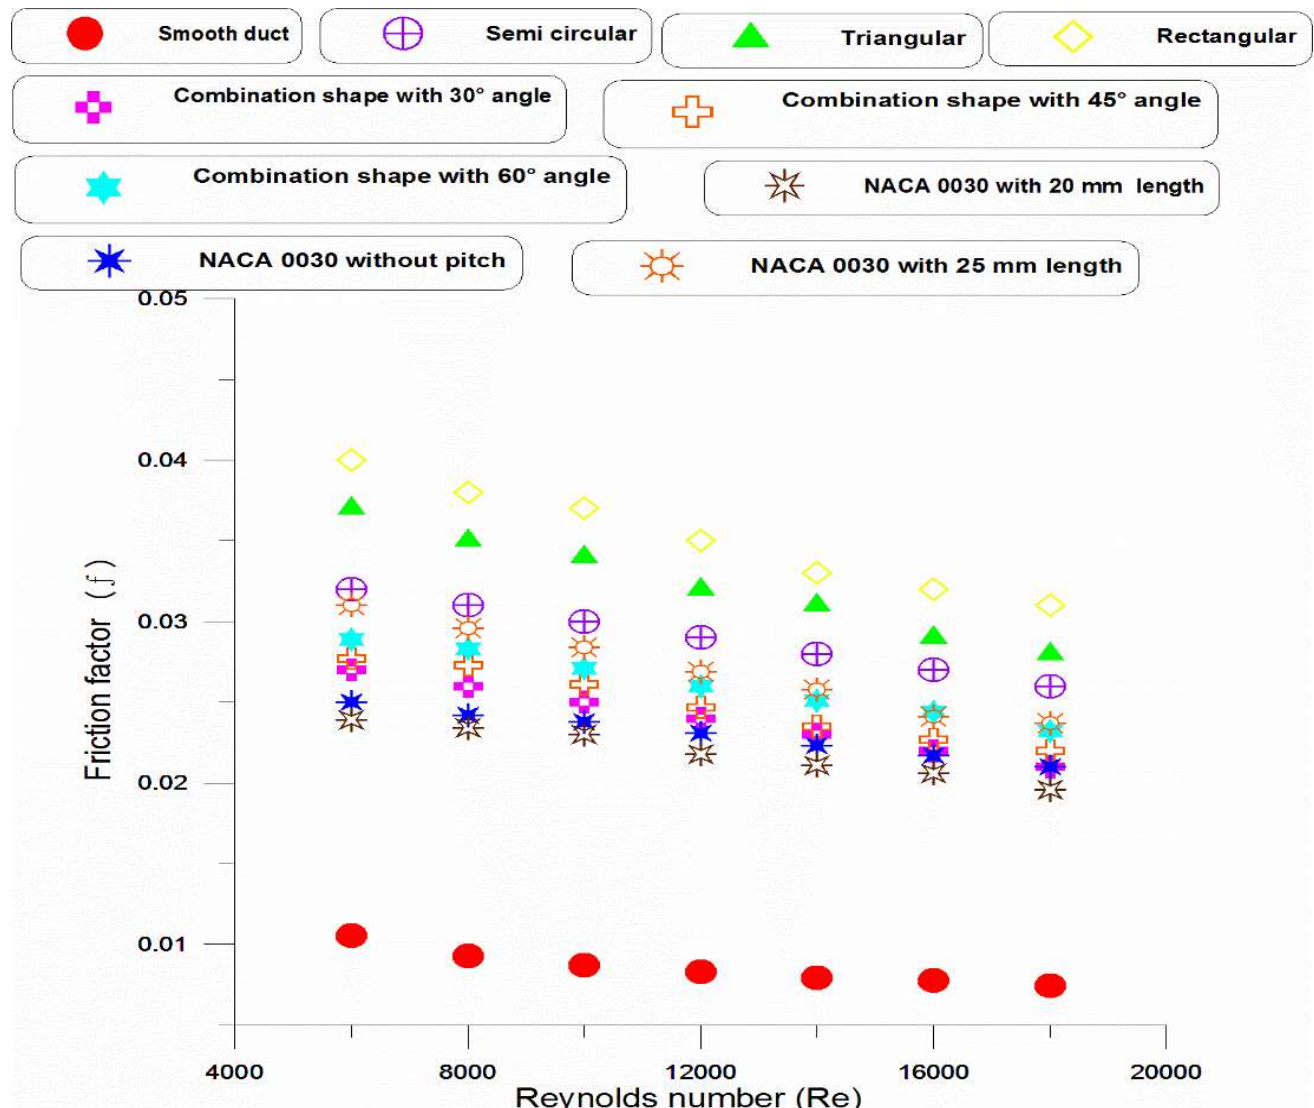 Smooth duct
Semi circular
Triangular
Rectangular
Combination shape with 30° angle
Combination shape with 45° angle
Combination shape with 60° angle
NACA 0030 with 20 mm length
NACA 0030 without pitch
NACA 0030 with 25 mm length
0.05
0.04
0.03
0.02
0.01
Friction factor (f)
4000
8000
12000
16000
20000
Reynolds number (Re)